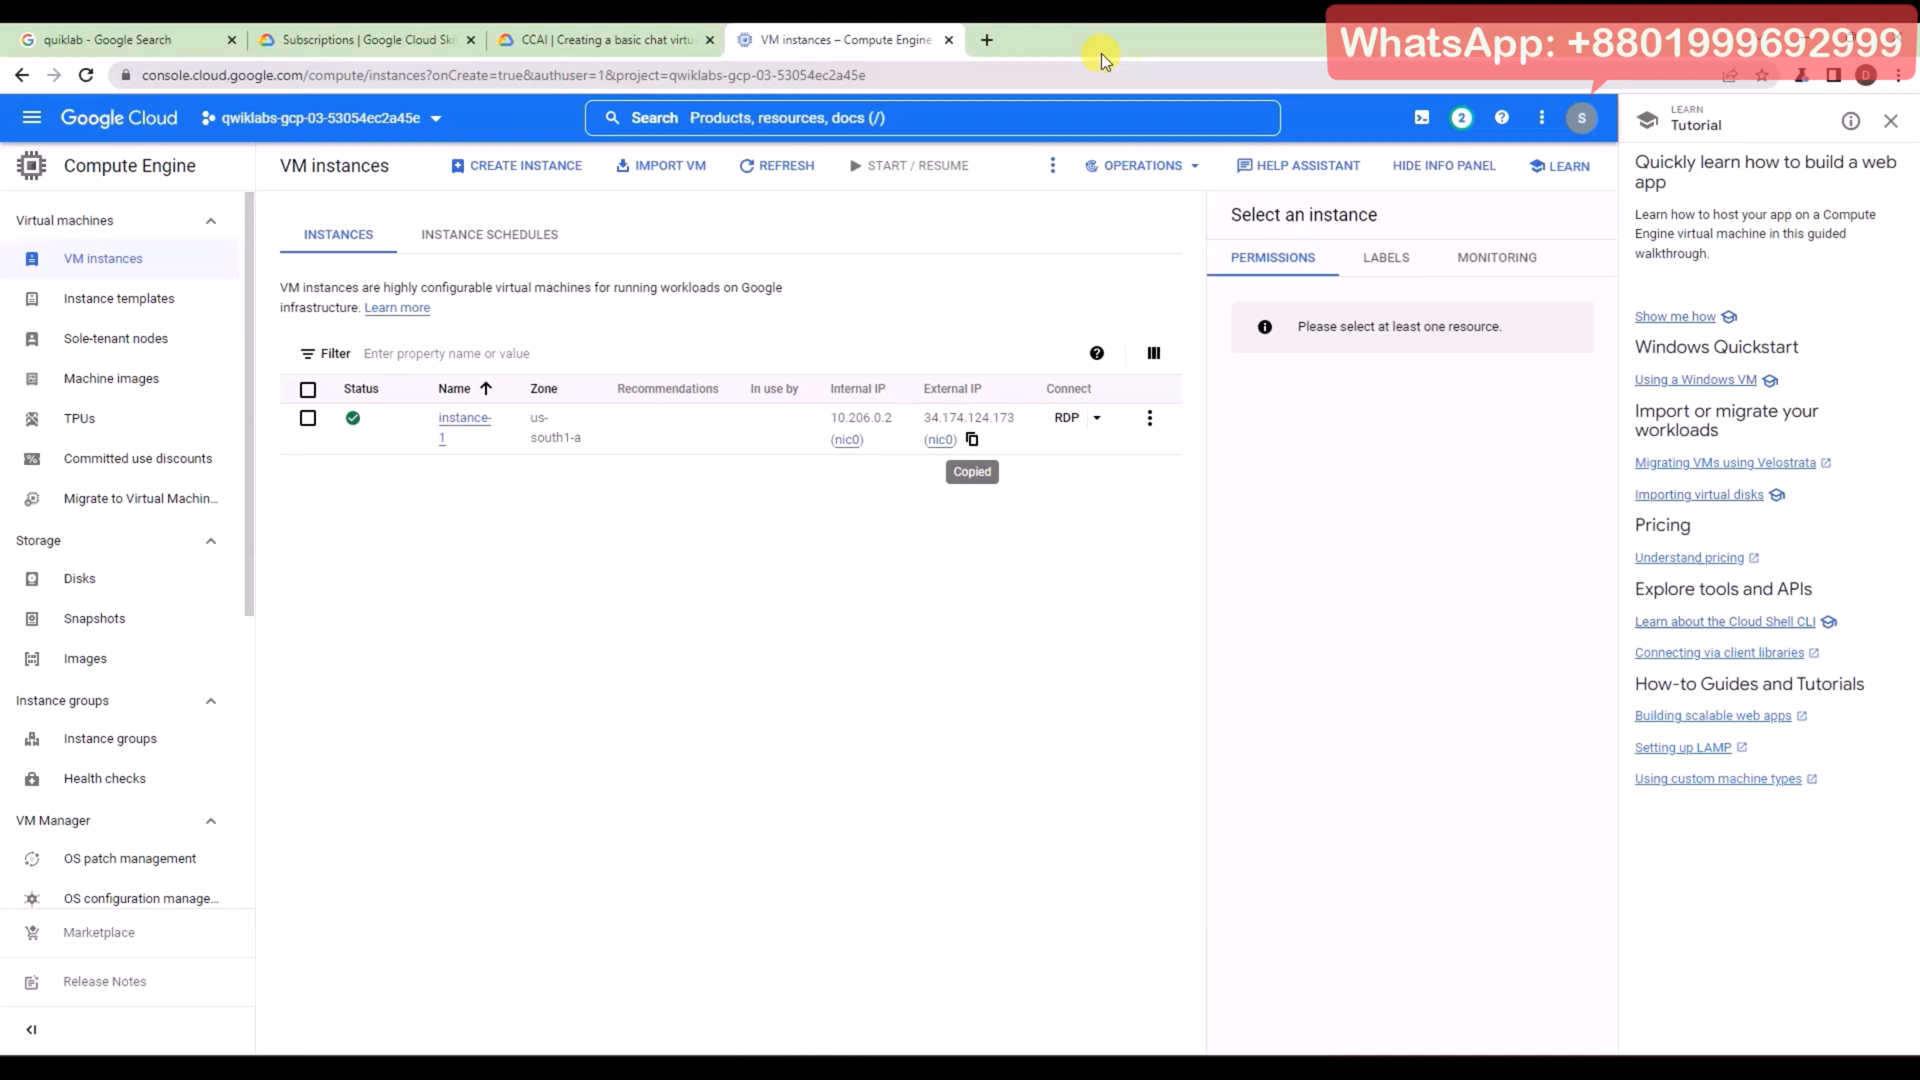 WhatsApp: +8801999692999
quiklab - Google Search
Subscriptions | Google Cloud Ski
CCAI | Creating a basic chat virtu
VM instances – Compute Engine
console.cloud.google.com/compute/instances?onCreate=true&authuser=1&project=qwiklabs-gcp-03-53054ec2a45e
D
Google Cloud
qwiklabs-gcp-03-53054ec2a45e
Search Products, resources, docs (/)
2
S
LEARN
Tutorial
Compute Engine
VM instances
CREATE INSTANCE
IMPORT VM
REFRESH
START / RESUME
OPERATIONS
HELP ASSISTANT
HIDE INFO PANEL
LEARN
Virtual machines
VM instances
Instance templates
Sole-tenant nodes
Machine images
TPUs
Committed use discounts
Migrate to Virtual Machin...
Storage
Disks
Snapshots
Images
Instance groups
Instance groups
Health checks
VM Manager
OS patch management
OS configuration manage...
Marketplace
Release Notes
INSTANCES
INSTANCE SCHEDULES
VM instances are highly configurable virtual machines for running workloads on Google
infrastructure. Learn more
Filter Enter property name or value
Status Name Zone Recommendations In use by Internal IP External IP Connect
instance- us- 10.206.0.2 34.174.124.173 RDP
1 south1-a (nic0) (nic0)
Copied
Select an instance
PERMISSIONS
LABELS
MONITORING
Please select at least one resource.
Quickly learn how to build a web
app
Learn how to host your app on a Compute
Engine virtual machine in this guided
walkthrough.
Show me how
Windows Quickstart
Using a Windows VM
Import or migrate your
workloads
Migrating VMs using Velostrata
Importing virtual disks
Pricing
Understand pricing
Explore tools and APIs
Learn about the Cloud Shell CLI
Connecting via client libraries
How-to Guides and Tutorials
Building scalable web apps
Setting up LAMP
Using custom machine types